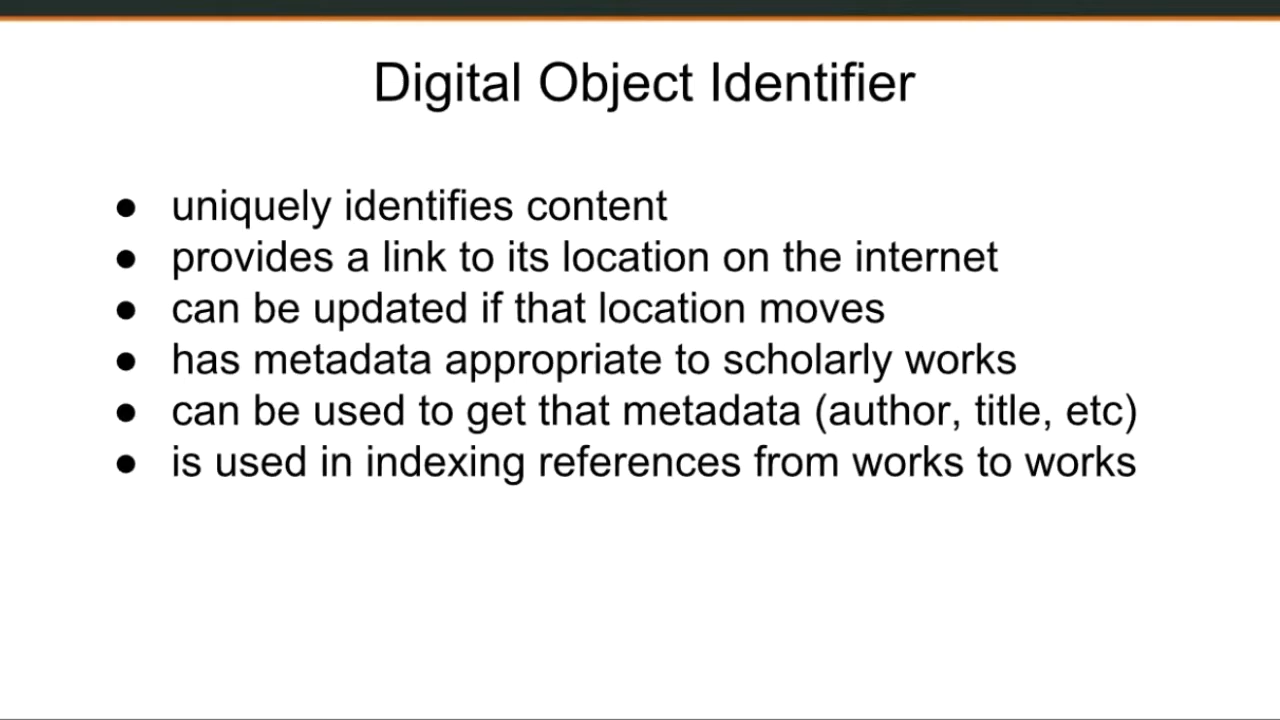 Digital Object Identifier
● uniquely identifies content
● provides a link to its location on the internet
● can be updated if that location moves
● has metadata appropriate to scholarly works
● can be used to get that metadata (author, title, etc)
● is used in indexing references from works to works